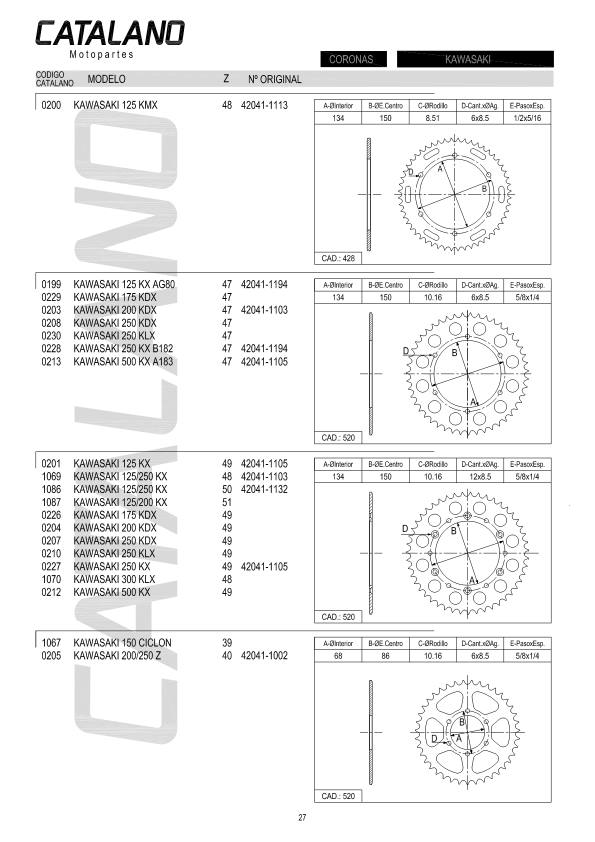 CATALANO
Motopartes
CORONAS KAWASAKI
CODIGO CATALANO MODELO Z Nº ORIGINAL
0200 KAWASAKI 125 KMX 48 42041-1113
A-ØInterior B-ØE.Centro C-ØRodillo D-Cant.xØAg. E-PasoxEsp.
134 150 8.51 6x8.5 1/2x5/16
A
D
B
CAD.: 428
0199 KAWASAKI 125 KX AG80 47 42041-1194
0229 KAWASAKI 175 KDX 47
0203 KAWASAKI 200 KDX 47 42041-1103
0208 KAWASAKI 250 KDX 47
0230 KAWASAKI 250 KLX 47
0228 KAWASAKI 250 KX B182 47 42041-1194
0213 KAWASAKI 500 KX A183 47 42041-1105
A-ØInterior B-ØE.Centro C-ØRodillo D-Cant.xØAg. E-PasoxEsp.
134 150 10.16 6x8.5 5/8x1/4
D
B
A
CAD.: 520
0201 KAWASAKI 125 KX 49 42041-1105
1069 KAWASAKI 125/250 KX 48 42041-1103
1086 KAWASAKI 125/250 KX 50 42041-1132
1087 KAWASAKI 125/200 KX 51
0226 KAWASAKI 175 KDX 49
0204 KAWASAKI 200 KDX 49
0207 KAWASAKI 250 KDX 49
0210 KAWASAKI 250 KLX 49
0227 KAWASAKI 250 KX 49 42041-1105
1070 KAWASAKI 300 KLX 48
0212 KAWASAKI 500 KX 49
A-ØInterior B-ØE.Centro C-ØRodillo D-Cant.xØAg. E-PasoxEsp.
134 150 10.16 12x8.5 5/8x1/4
D
B
A
CAD.: 520
1067 KAWASAKI 150 CICLON 39
0205 KAWASAKI 200/250 Z 40 42041-1002
A-ØInterior B-ØE.Centro C-ØRodillo D-Cant.xØAg. E-PasoxEsp.
68 86 10.16 6x8.5 5/8x1/4
B
D
A
CAD.: 520
CATALANO
27